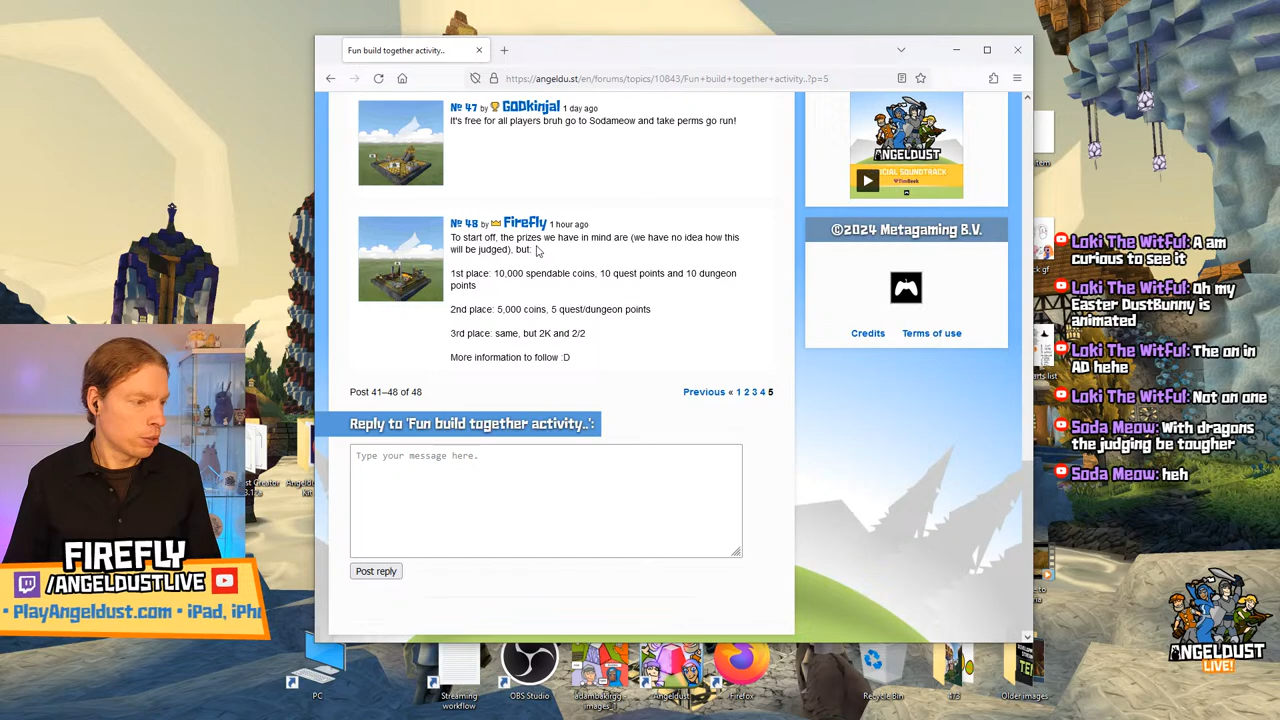 Fun build together activity..
https://angeldu.st/en/forums/topics/10843/Fun+build+together+activity..?p=5
№ 47 by GODkinjal 1 day ago
It's free for all players bruh go to Sodameow and take perms go run!
№ 48 by Firefly 1 hour ago
To start off, the prizes we have in mind are (we have no idea how this
will be judged), but:
1st place: 10,000 spendable coins, 10 quest points and 10 dungeon
points
2nd place: 5,000 coins, 5 quest/dungeon points
3rd place: same, but 2K and 2/2
More information to follow :D
Post 41–48 of 48
Previous « 1 2 3 4 5
Reply to 'Fun build together activity..':
Type your message here.
Post reply
ANGELDUST
OFFICIAL SOUNDTRACK
©2024 Metagaming B.V.
Credits
Terms of use
Loki The Witful: I am
curious to see it
Loki The Witful: Oh my
Easter DustBunny is
animated
Loki The Witful: The on in
AD hehe
Loki The Witful: Not on one
Soda Meow: With dragons
the judging be tougher
Soda Meow: heh
FIREFLY
/ANGELDUSTLIVE
• PlayAngeldust.com • iPad, iPh
PC
Streaming
workflow
OBS Studio
adambakirgg_
images_1
Angeldust
Firefox
Recycle Bin
473
Older images
ANGELDUST
LIVE!